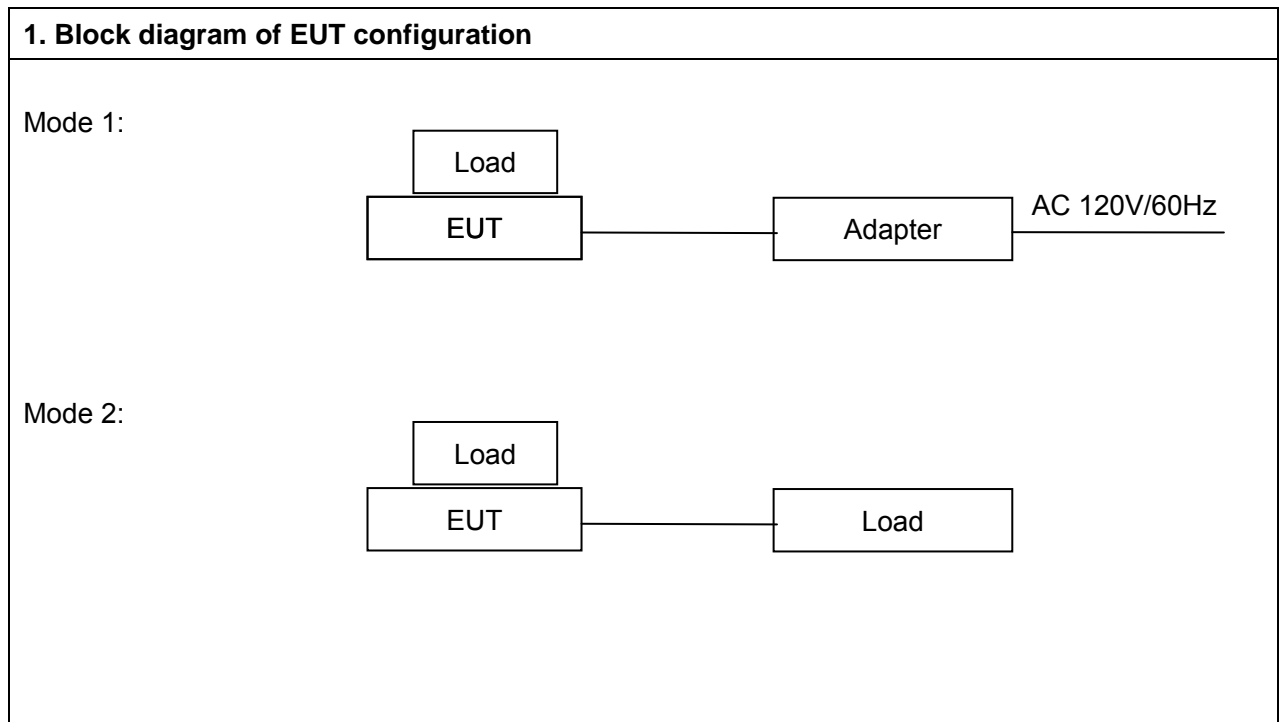 1. Block diagram of EUT configuration
Mode 1:
Load
EUT
Adapter
AC 120V/60Hz
Mode 2:
Load
EUT
Load